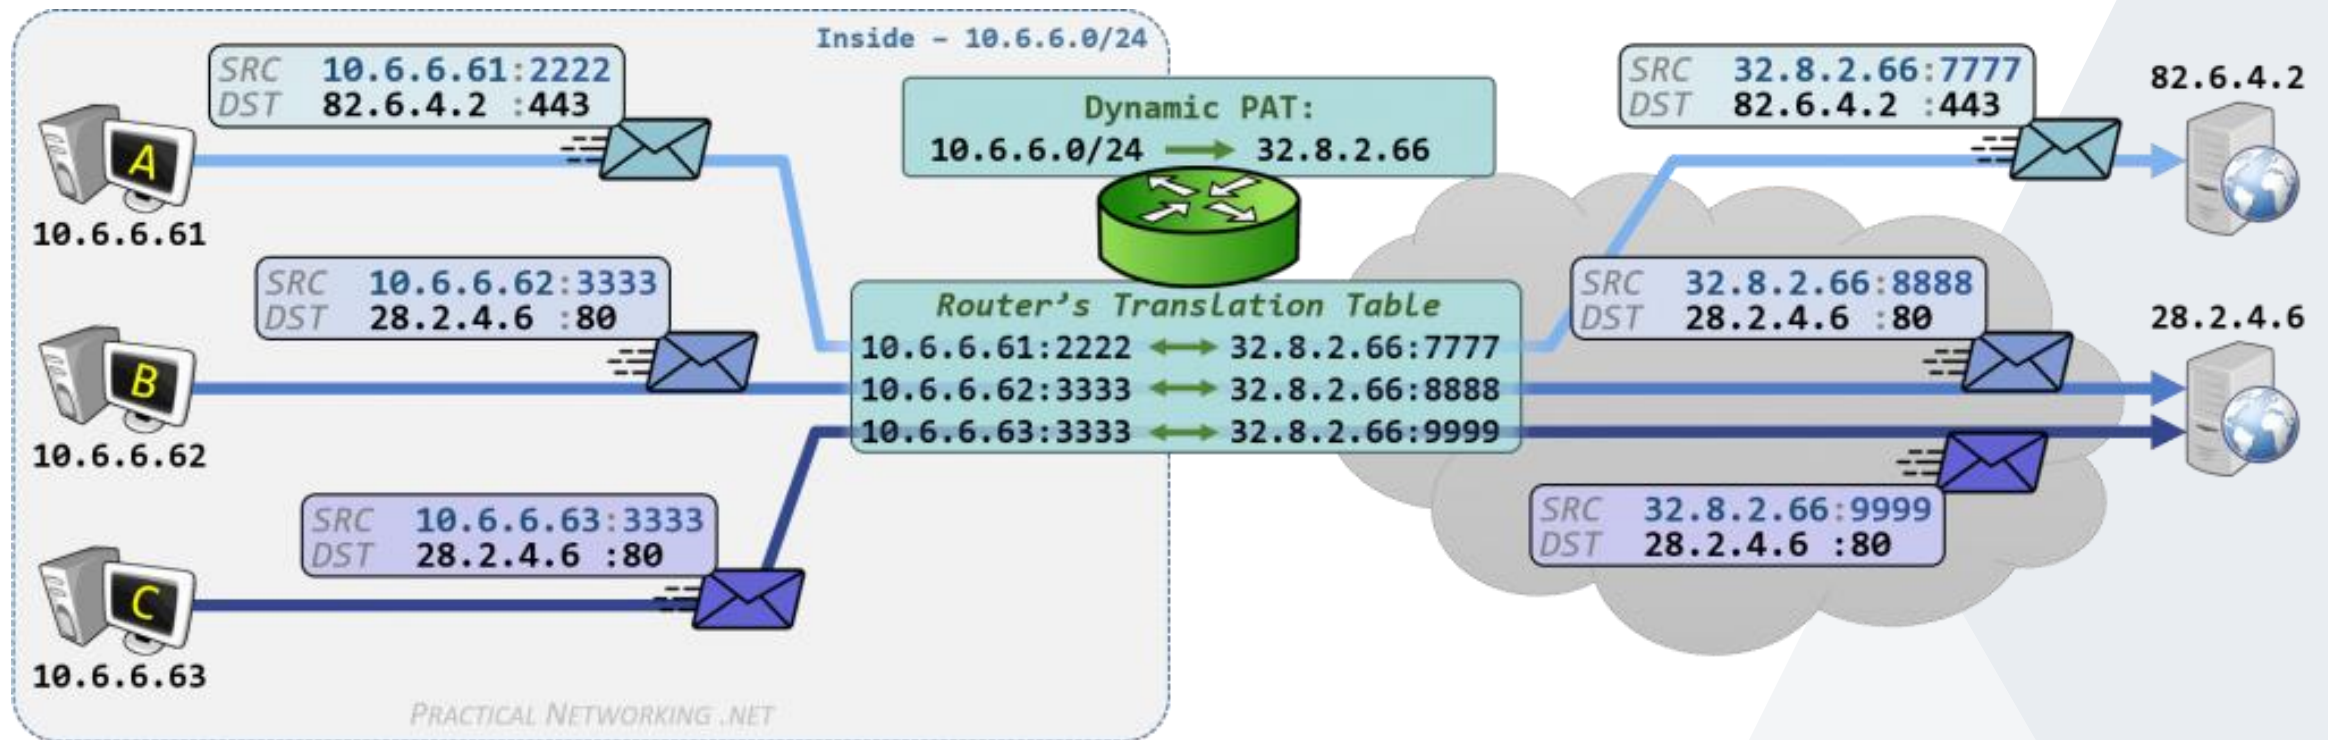 Inside – 10.6.6.0/24
SRC 10.6.6.61:2222
DST 82.6.4.2 :443
A
10.6.6.61
SRC 10.6.6.62:3333
DST 28.2.4.6 :80
B
10.6.6.62
SRC 10.6.6.63:3333
DST 28.2.4.6 :80
C
10.6.6.63
PRACTICAL NETWORKING .NET
Dynamic PAT:
10.6.6.0/24 32.8.2.66
Router's Translation Table
10.6.6.61:2222 32.8.2.66:7777
10.6.6.62:3333 32.8.2.66:8888
10.6.6.63:3333 32.8.2.66:9999
SRC 32.8.2.66:7777
DST 82.6.4.2 :443
82.6.4.2
SRC 32.8.2.66:8888
DST 28.2.4.6 :80
28.2.4.6
SRC 32.8.2.66:9999
DST 28.2.4.6 :80